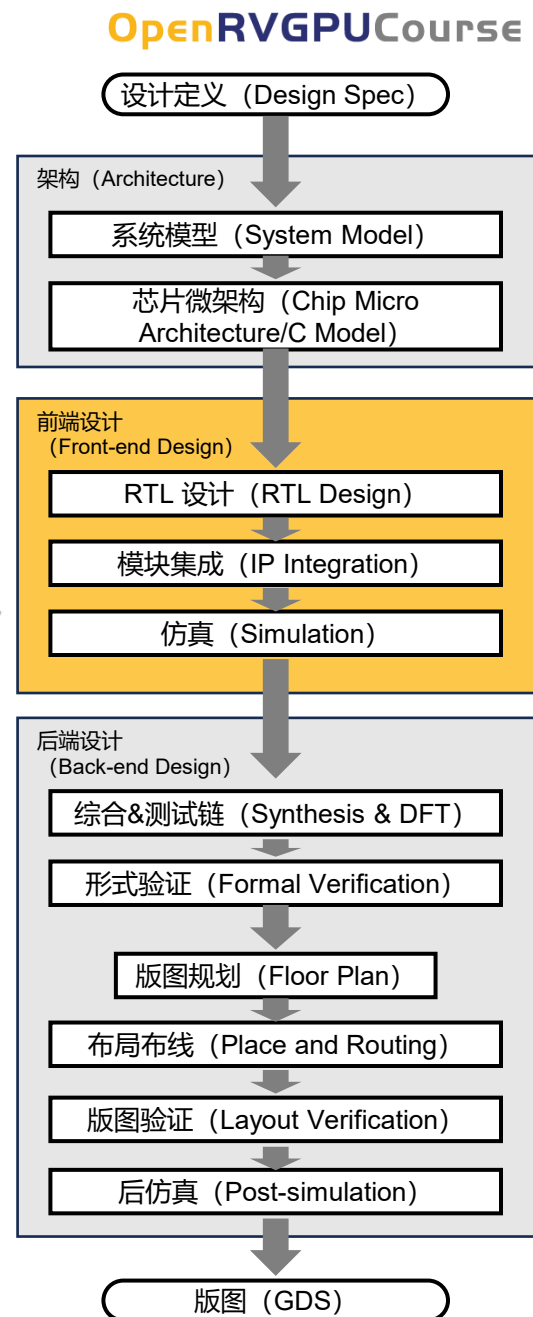 OpenRVGPUCourse
设计定义（Design Spec）
架构（Architecture）
系统模型（System Model）
芯片微架构（Chip Micro
Architecture/C Model）
前端设计
（Front-end Design）
RTL 设计（RTL Design）
模块集成（IP Integration）
仿真（Simulation）
后端设计
（Back-end Design）
综合&测试链（Synthesis & DFT）
形式验证（Formal Verification）
版图规划（Floor Plan）
布局布线（Place and Routing）
版图验证（Layout Verification）
后仿真（Post-simulation）
版图（GDS）